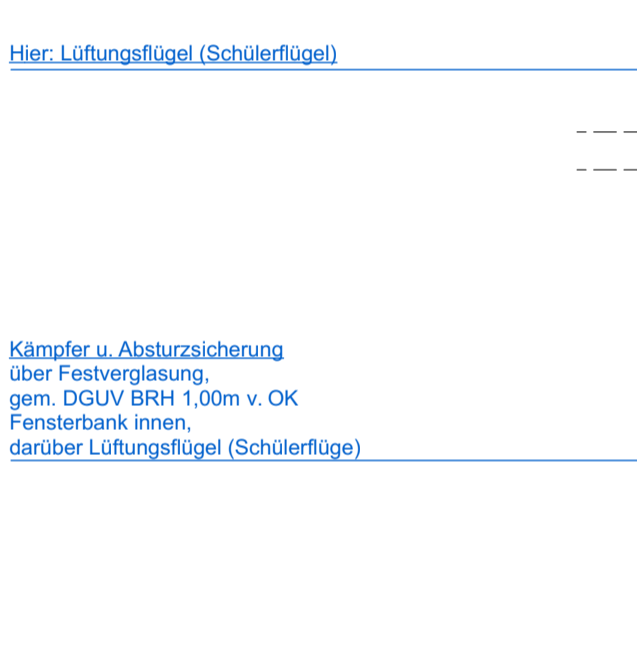 Hier: Lüftungsflügel (Schülerflügel)
Kämpfer u. Absturzsicherung
über Festverglasung,
gem. DGUV BRH 1,00m v. OK
Fensterbank innen,
darüber Lüftungsflügel (Schülerflüge)